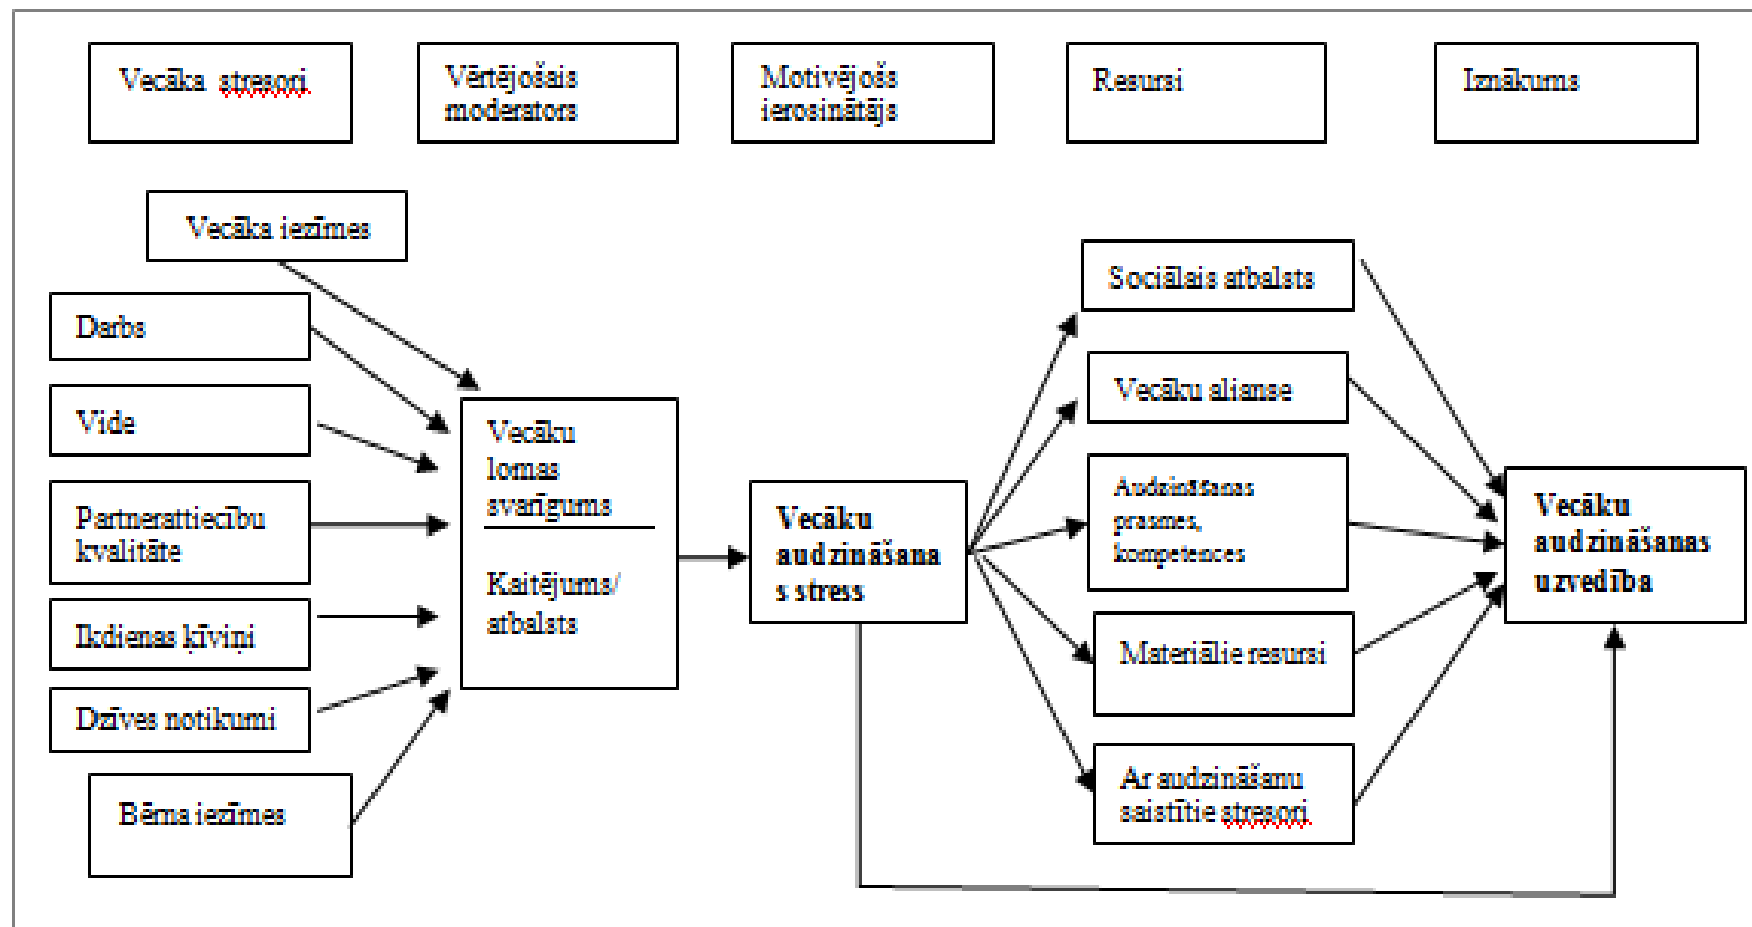 Vecāka stresori
Vērtējošais
moderators
Motivējošs
ierosinātājs
Resursi
Iznākums
Vecāka iezīmes
Darbs
Vide
Partnerattiecību
kvalitāte
Ikdienas ķīviņi
Dzīves notikumi
Bērna iezīmes
Vecāku
lomas
svarīgums
Kaitējums/
atbalsts
Vecāku
audzināšana
s stress
Sociālais atbalsts
Vecāku alianse
Audzināšanas
prasmes,
kompetences
Materiālie resursi
Ar audzināšanu
saistītie stresori
Vecāku
audzināšanas
uzvedība